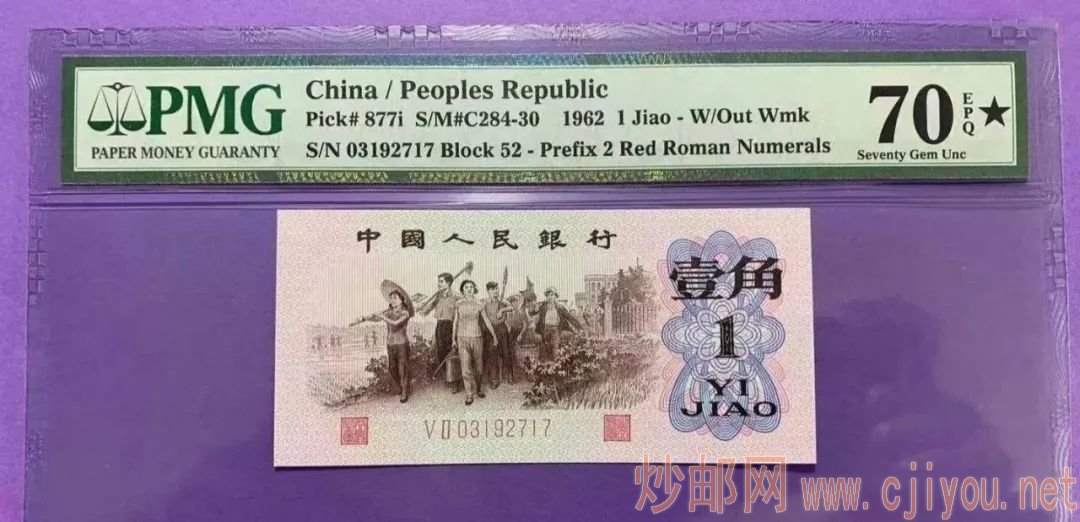 PMG
PAPER MONEY GUARANTY
China / Peoples Republic
Pick# 877i S/M#C284-30 1962 1 Jiao - W/Out Wmk
S/N 03192717 Block 52 - Prefix 2 Red Roman Numerals
70 EPQ★
Seventy Gem Unc
中國人民銀行
壹角
1
YI
JIAO
VII 03192717
炒邮网 www.cjiyou.net